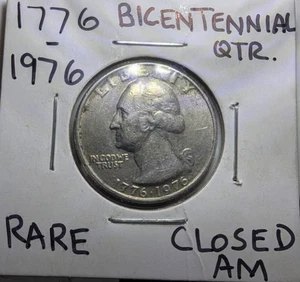 1776 BICENTENNIAL
- QTR.
1976
LIBERTY
IN GOD WE
TRUST
1776·1976
RARE CLOSED
AM